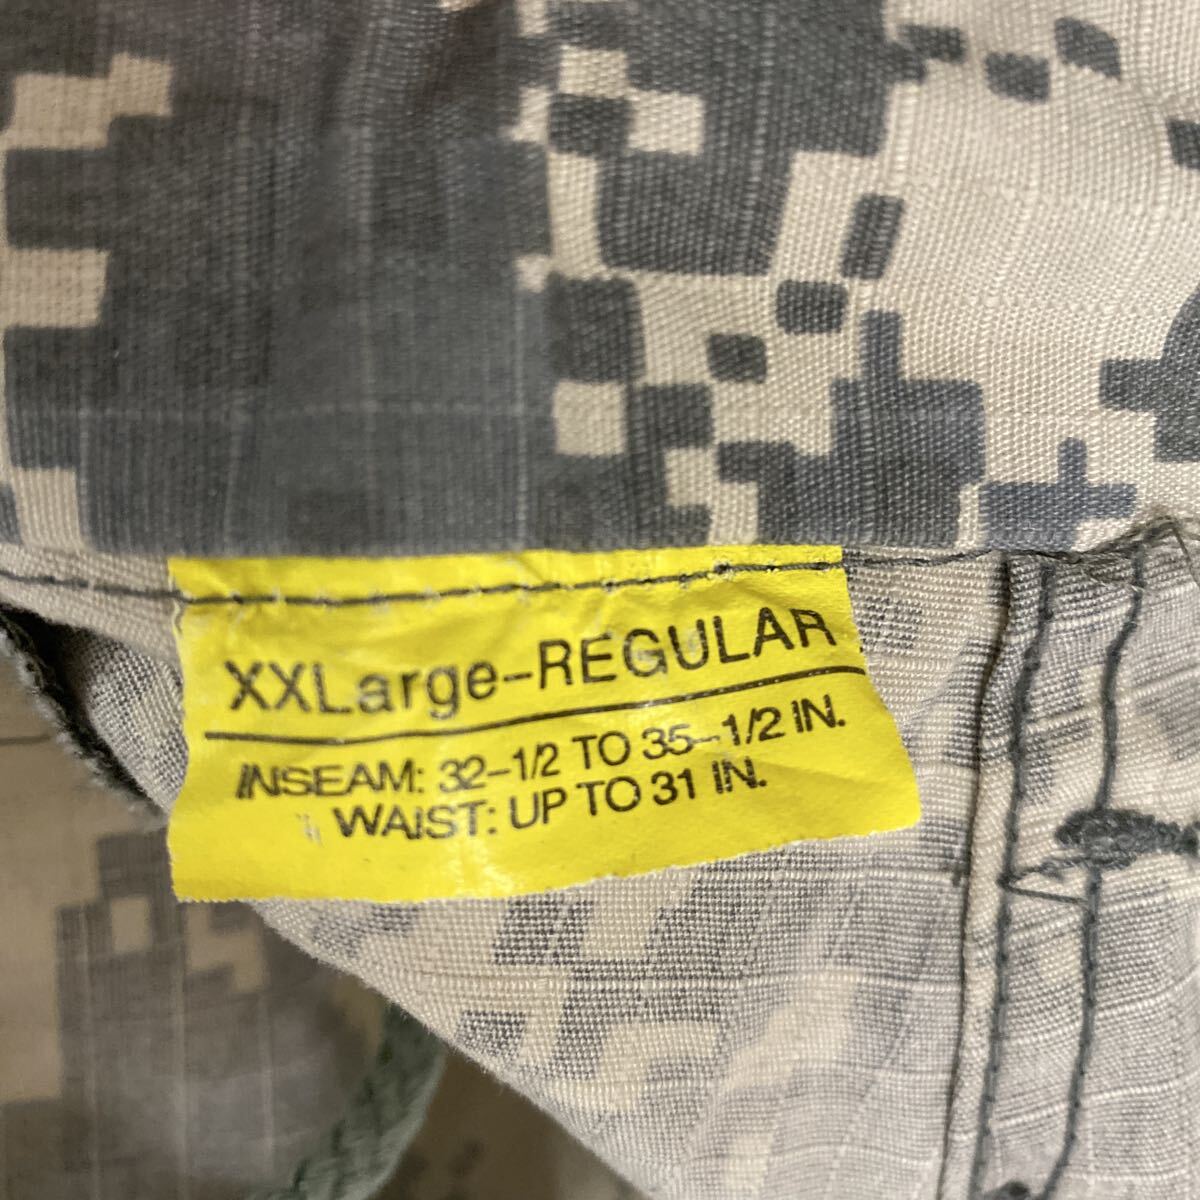 XXLarge-REGULAR
INSEAM: 32-1/2 TO 35-1/2 IN.
WAIST: UP TO 31 IN.